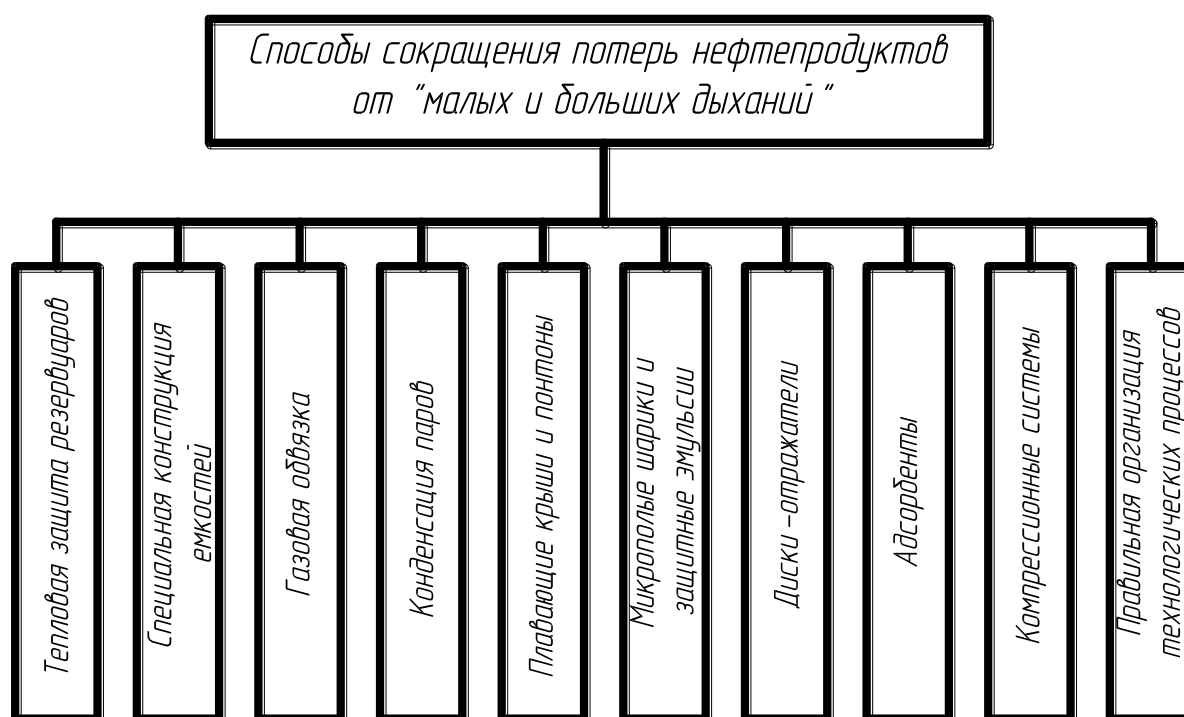 Способы сокращения потерь нефтепродуктов
от "малых и больших дыханий"
Тепловая защита резервуаров
Специальная конструкция
емкостей
Газовая обвязка
Конденсация паров
Плавающие крыши и понтоны
Микрополые шарики и
защитные эмульсии
Диски-отражатели
Адсорбенты
Компрессионные системы
Правильная организация
технологических процессов